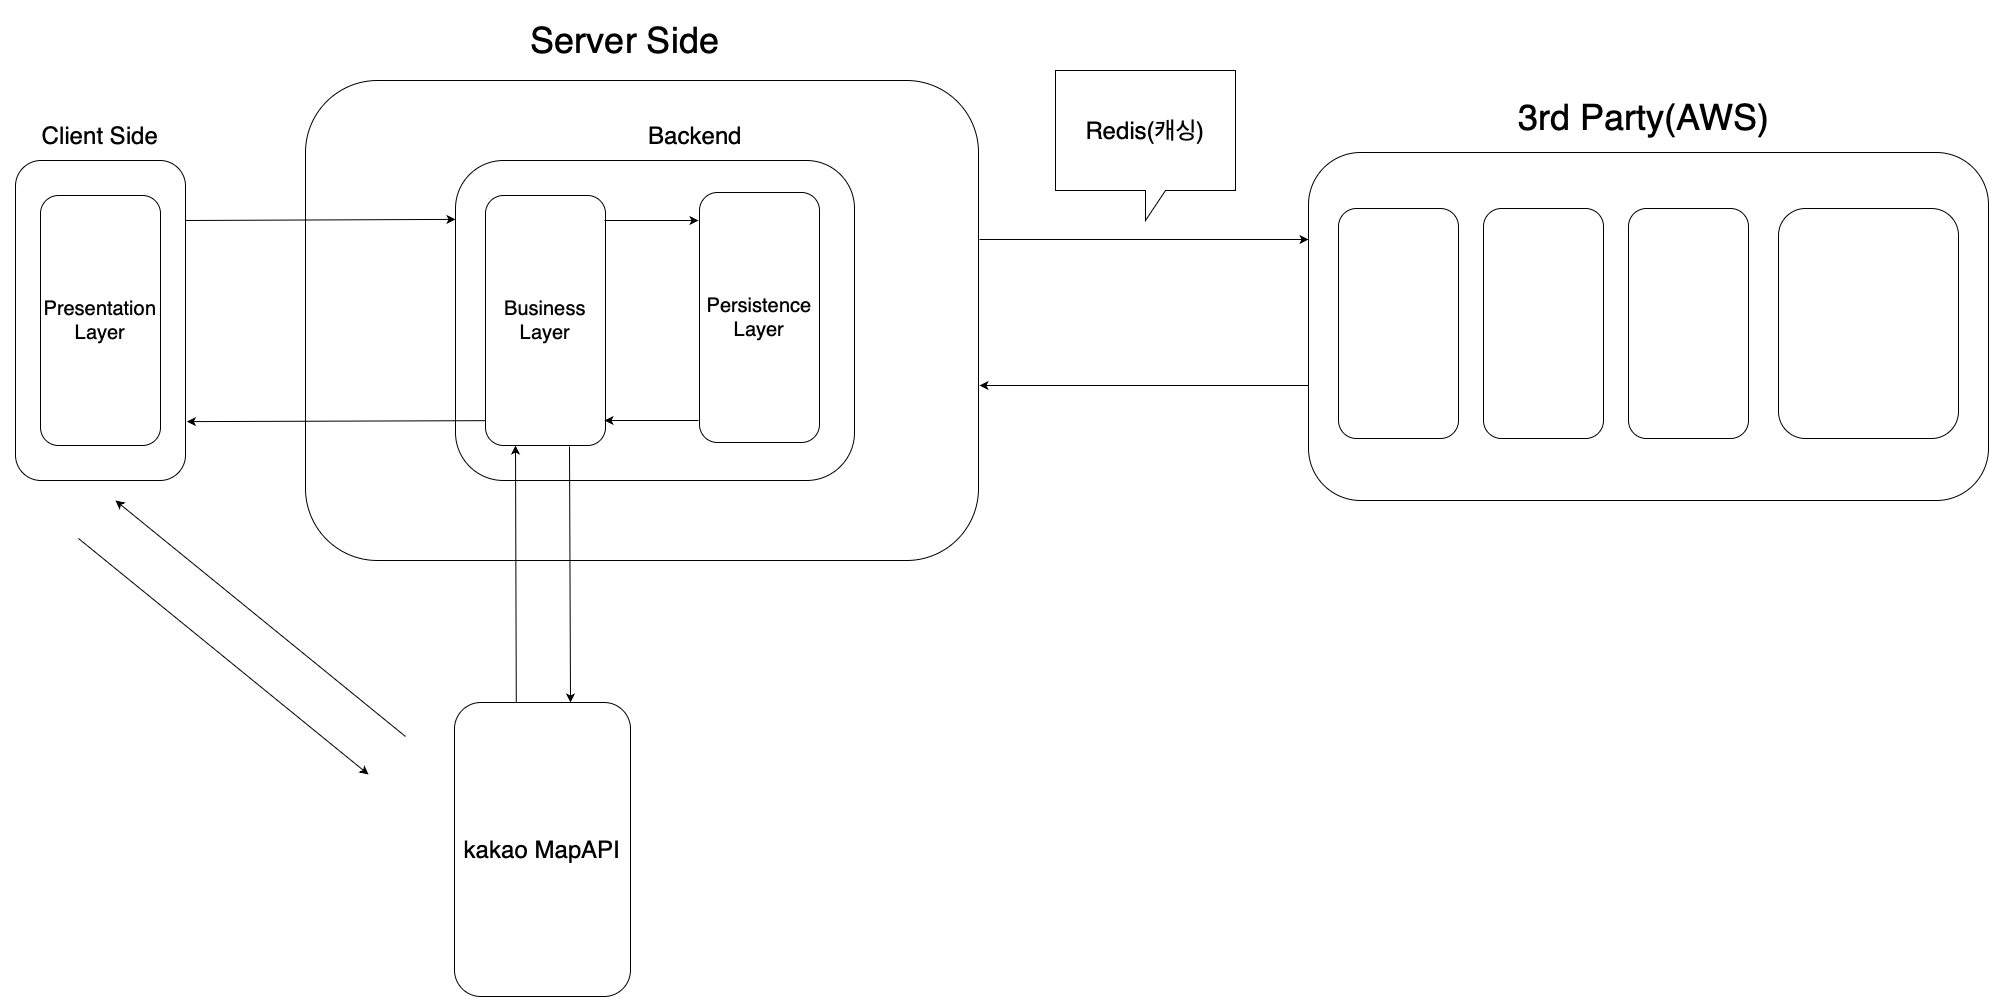 Server Side
Client Side
Backend
Redis(캐싱)
3rd Party(AWS)
Presentation
Layer
Business
Layer
Persistence
Layer
kakao MapAPI